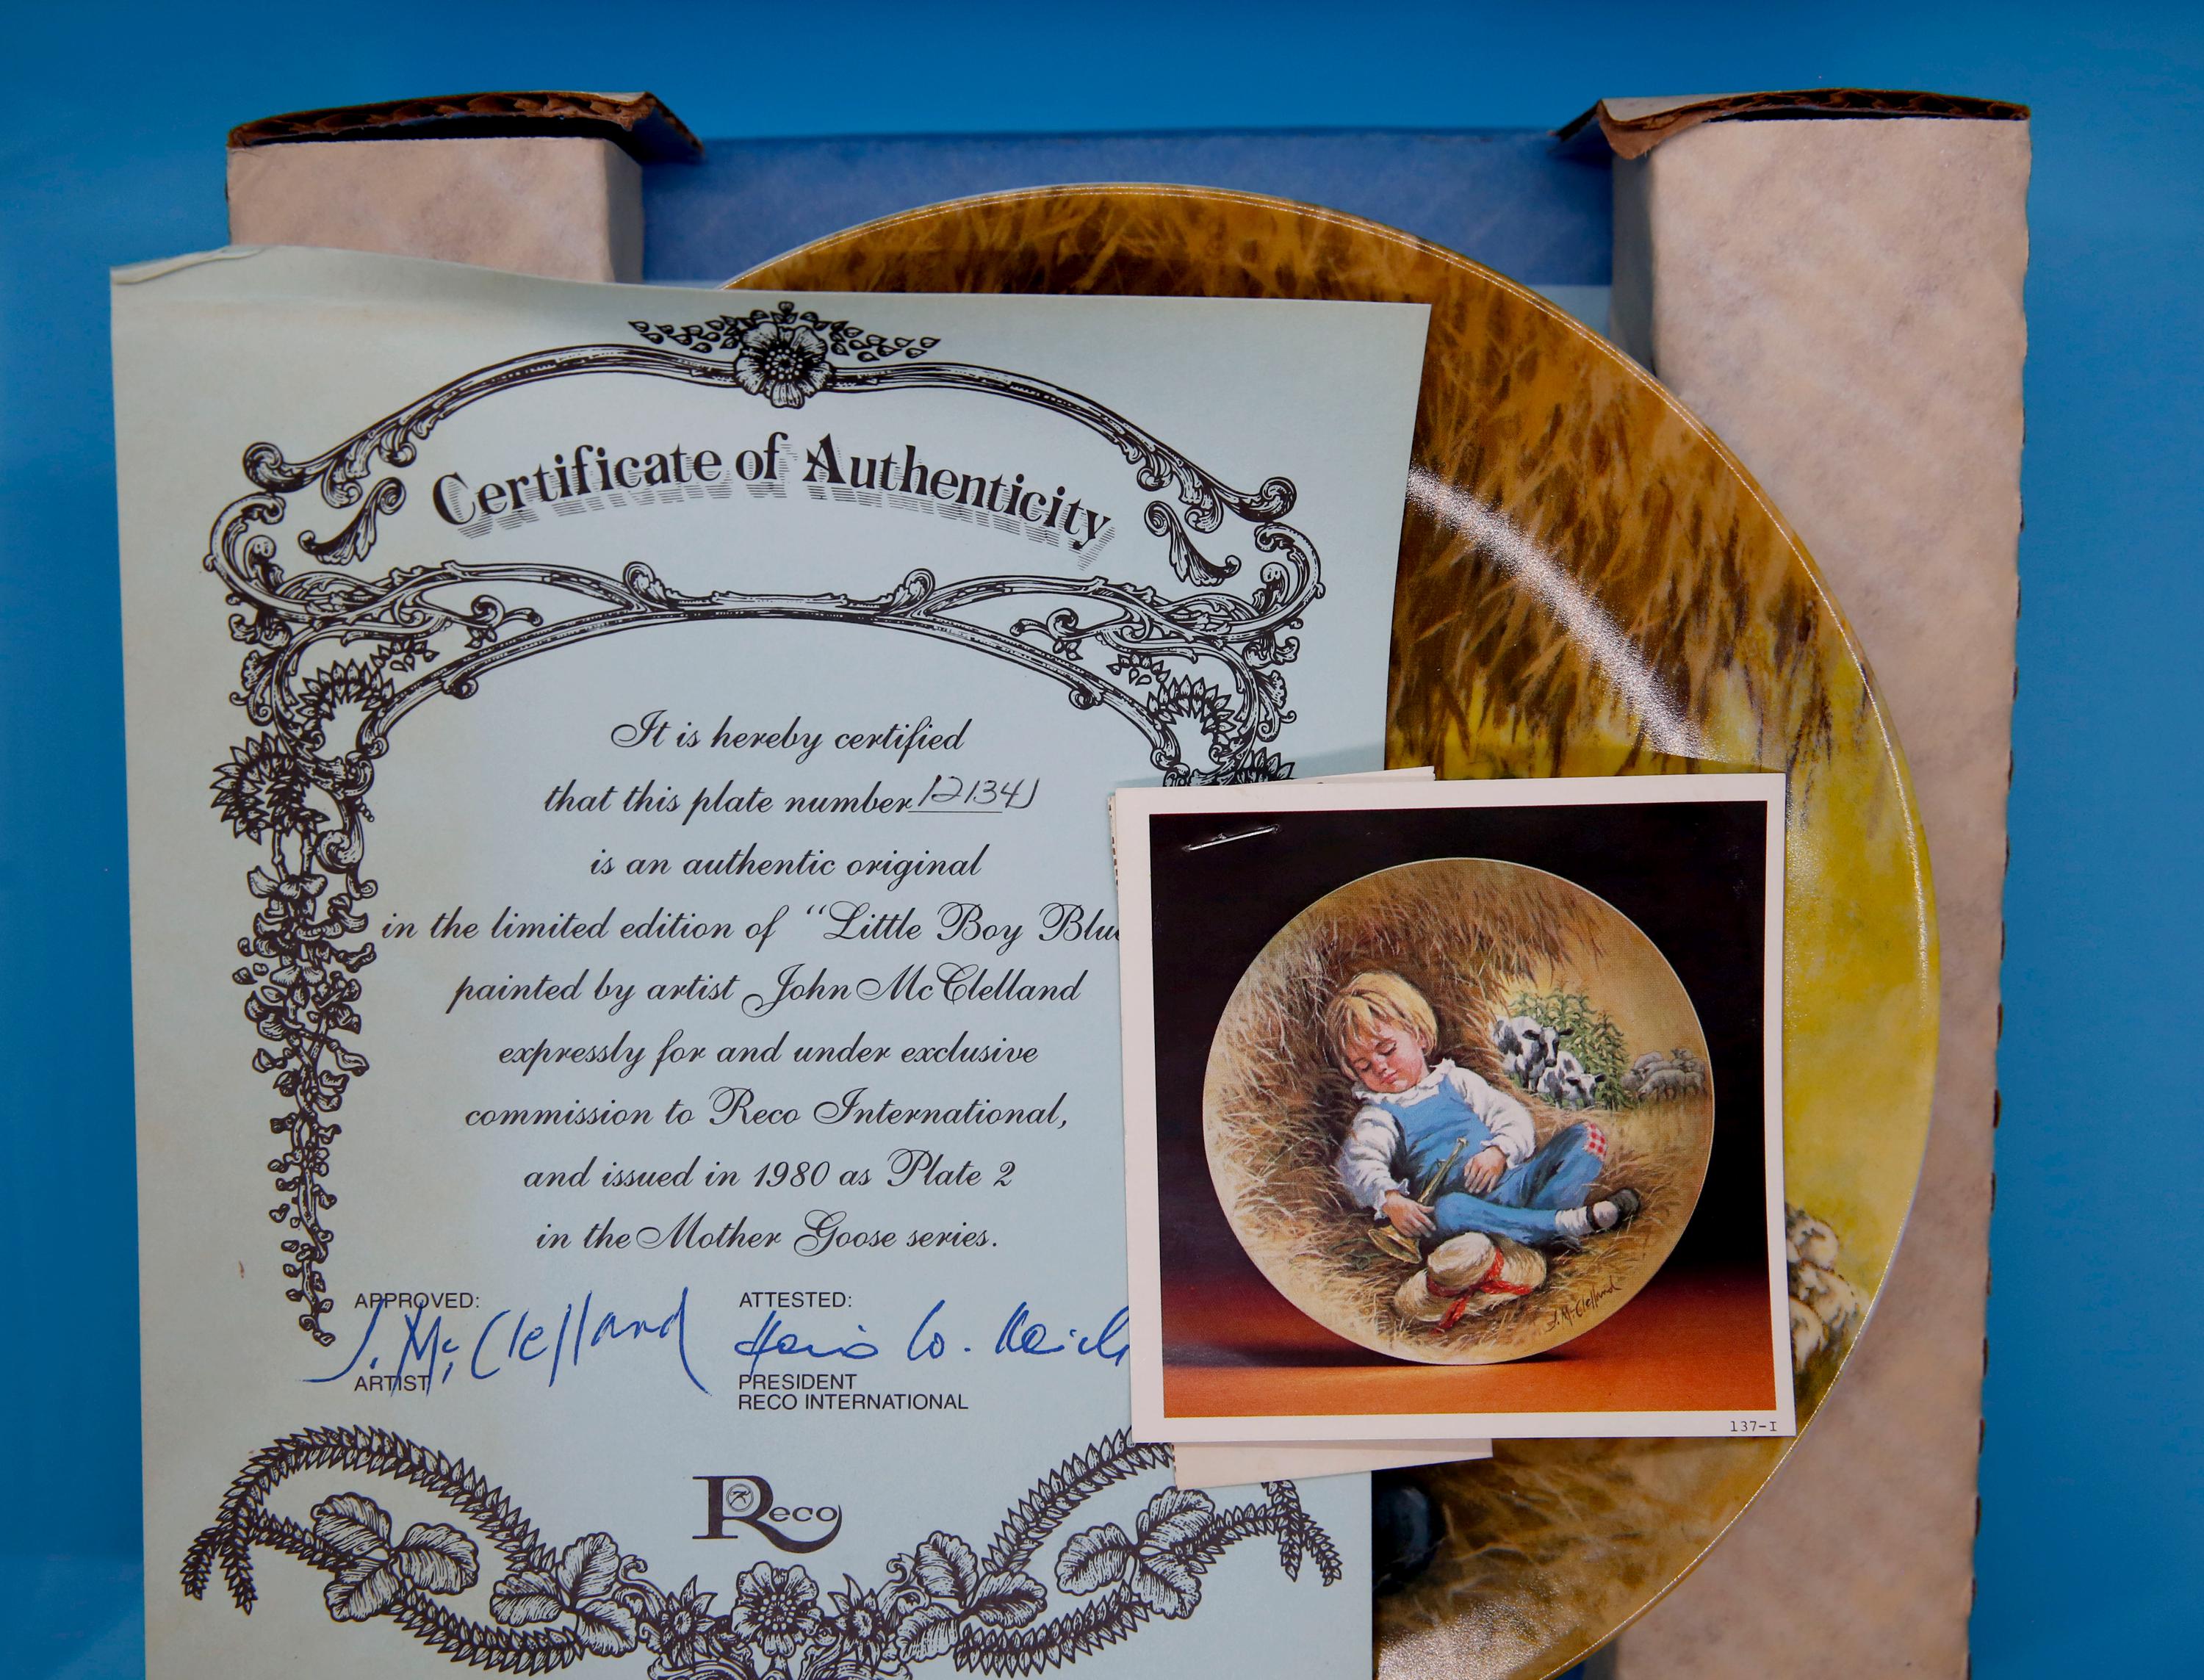 Certificate of Authenticity
It is hereby certified
that this plate number 12134J
is an authentic original
in the limited edition of “Little Boy Blue
painted by artist John McClelland
expressly for and under exclusive
commission to Reco International,
and issued in 1980 as Plate 2
in the Mother Goose series.
APPROVED:
J. McClelland
ARTIST
ATTESTED:
PRESIDENT
RECO INTERNATIONAL
Reco
J. McClelland
137-I